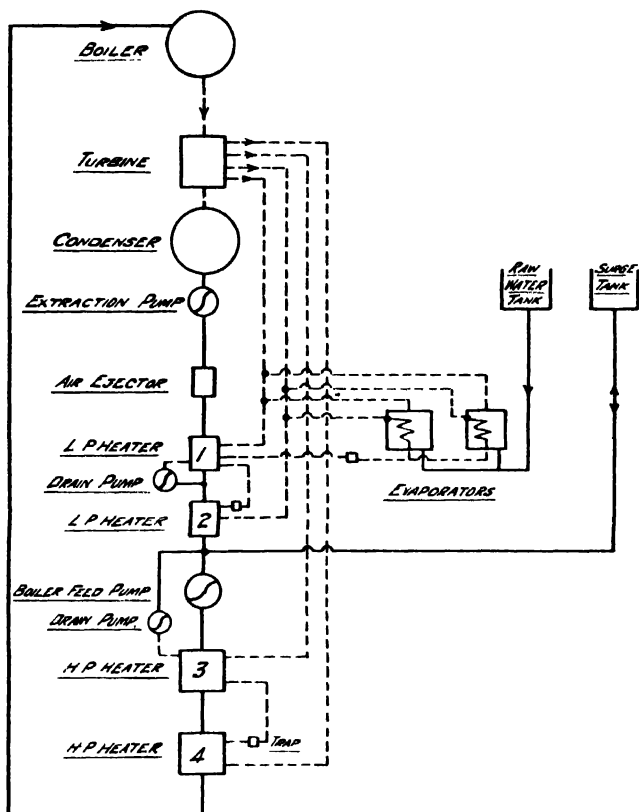 BOILER
TURBINE
CONDENSER
EXTRACTION PUMP
AIR EJECTOR
L P HEATER
1
DRAIN PUMP
L P HEATER
2
BOILER FEED PUMP
DRAIN PUMP.
H P HEATER
3
H P HEATER
4
TRAP
RAW
WATER
TANK
SURGE
TANK
EVAPORATORS